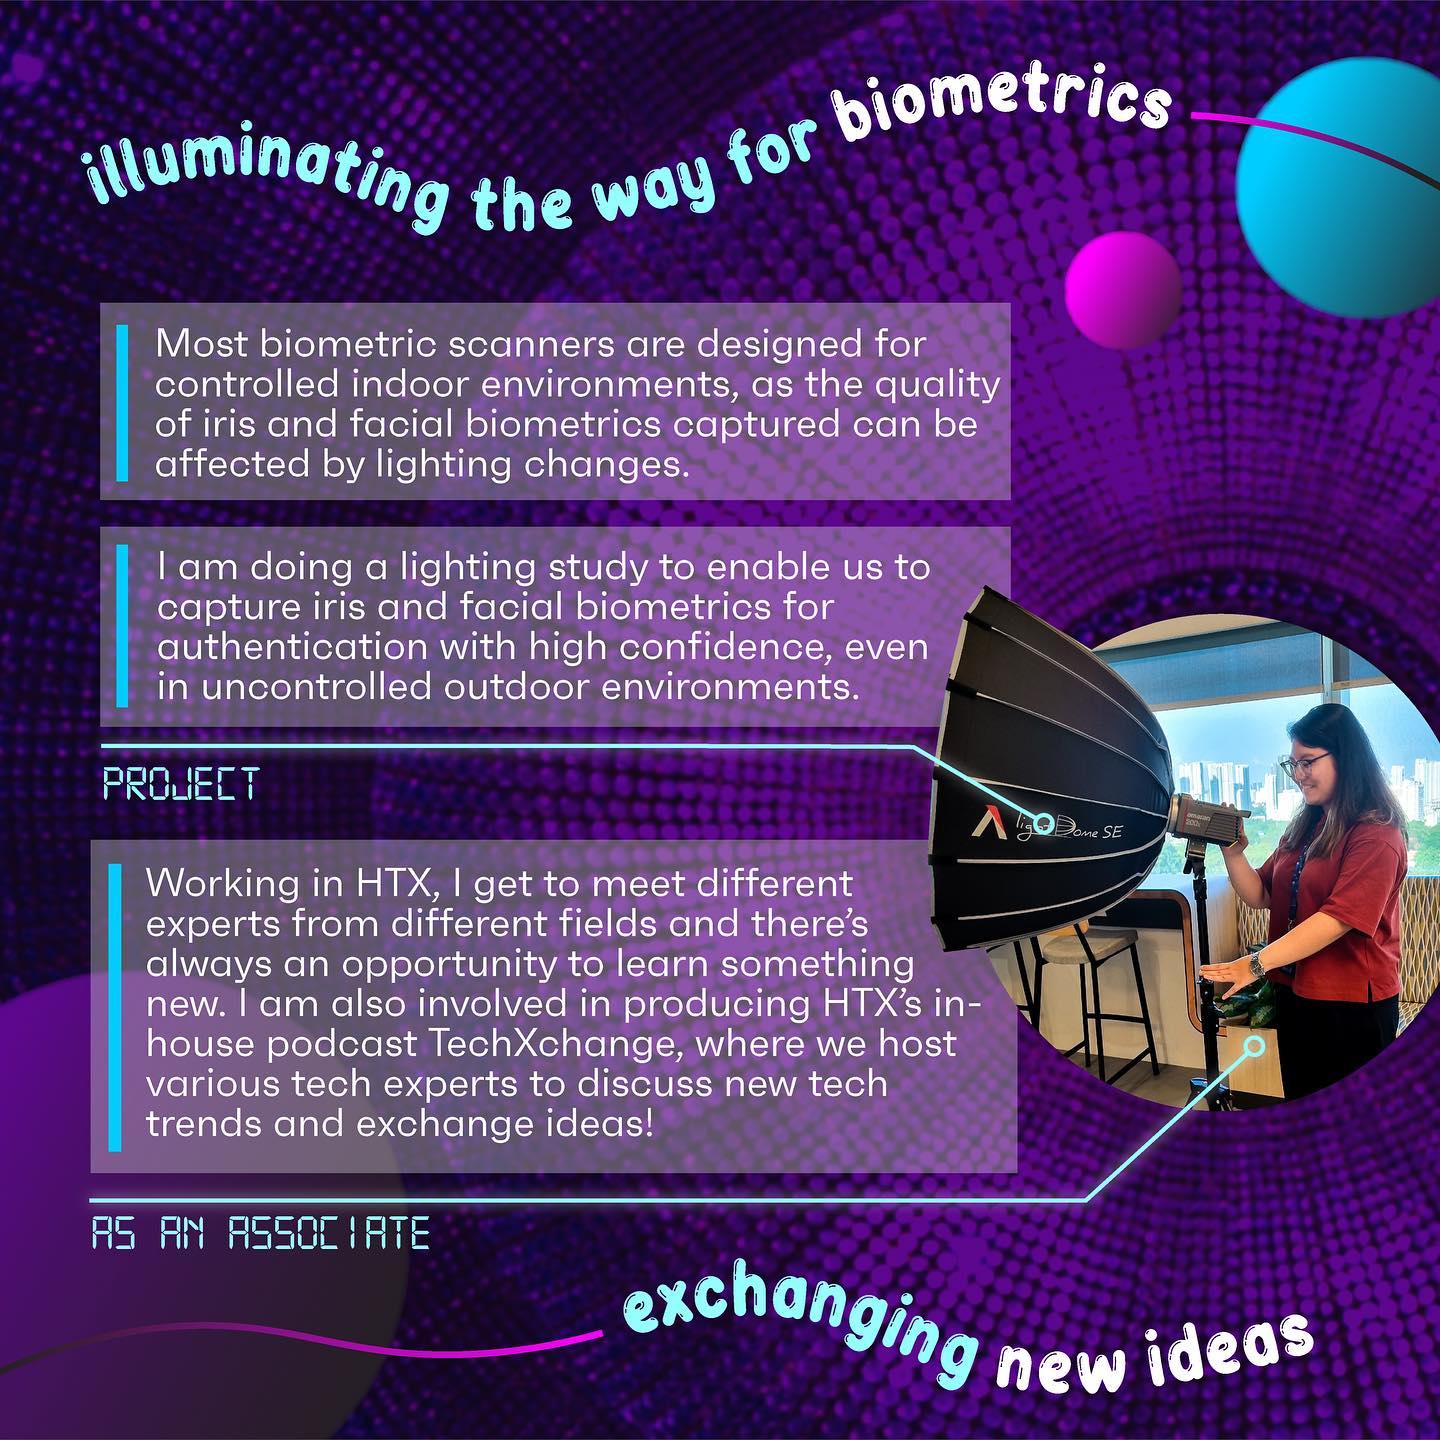 illuminating the way for biometrics
Most biometric scanners are designed for
controlled indoor environments, as the quality
of iris and facial biometrics captured can be
affected by lighting changes.
I am doing a lighting study to enable us to
capture iris and facial biometrics for
authentication with high confidence, even
in uncontrolled outdoor environments.
PROJECT
light Dome SE
amaran
200x
Working in HTX, I get to meet different
experts from different fields and there's
always an opportunity to learn something
new. I am also involved in producing HTX's in-
house podcast TechXchange, where we host
various tech experts to discuss new tech
trends and exchange ideas!
AS AN ASSOCIATE
exchanging new ideas